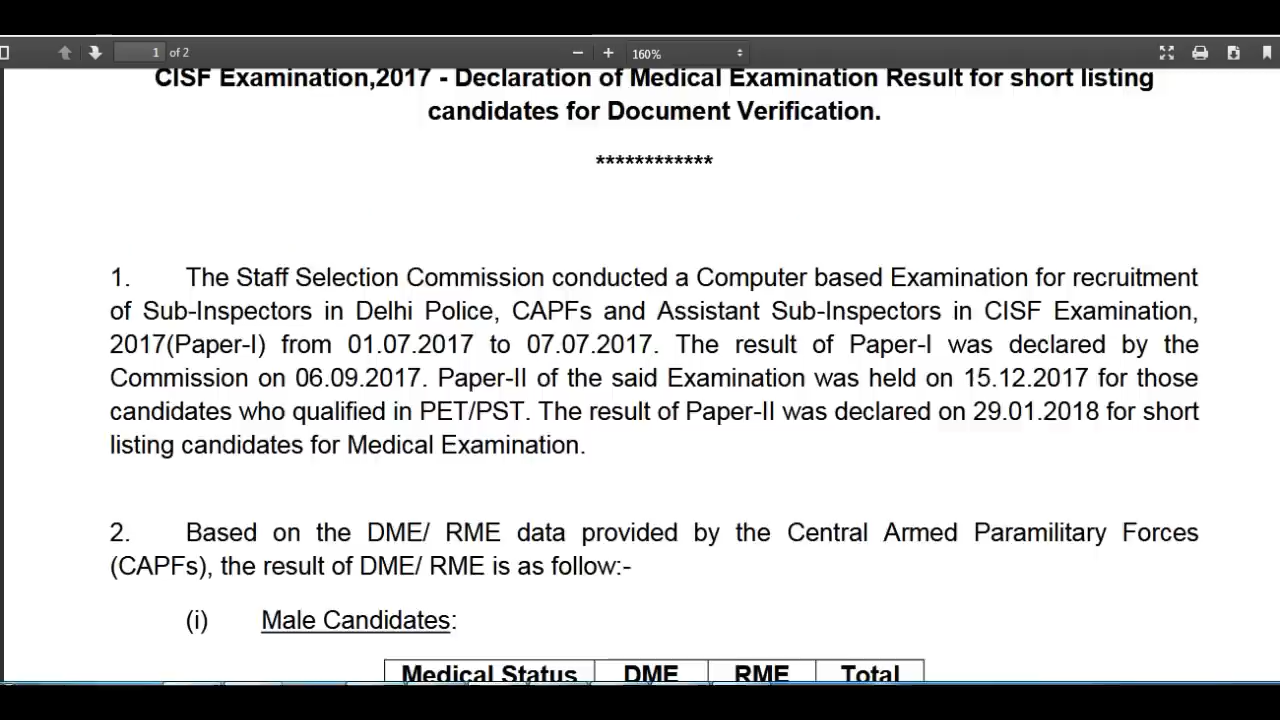 1 of 2
160%
CISF Examination,2017 - Declaration of Medical Examination Result for short listing
candidates for Document Verification.
************
1. The Staff Selection Commission conducted a Computer based Examination for recruitment
of Sub-Inspectors in Delhi Police, CAPFs and Assistant Sub-Inspectors in CISF Examination,
2017(Paper-I) from 01.07.2017 to 07.07.2017. The result of Paper-I was declared by the
Commission on 06.09.2017. Paper-II of the said Examination was held on 15.12.2017 for those
candidates who qualified in PET/PST. The result of Paper-II was declared on 29.01.2018 for short
listing candidates for Medical Examination.
2. Based on the DME/ RME data provided by the Central Armed Paramilitary Forces
(CAPFs), the result of DME/ RME is as follow:-
(i) Male Candidates:
Medical Status DME RME Total